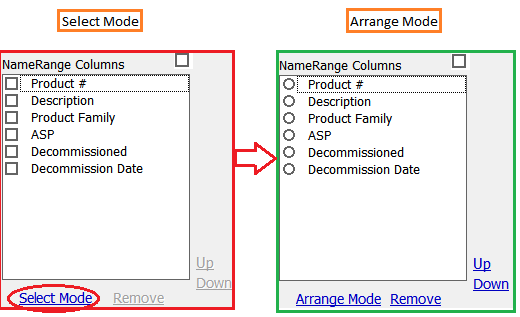 Select Mode
Arrange Mode
NameRange Columns
Product #
Description
Product Family
ASP
Decommissioned
Decommission Date
Up
Down
Select Mode Remove
NameRange Columns
Product #
Description
Product Family
ASP
Decommissioned
Decommission Date
Up
Down
Arrange Mode Remove